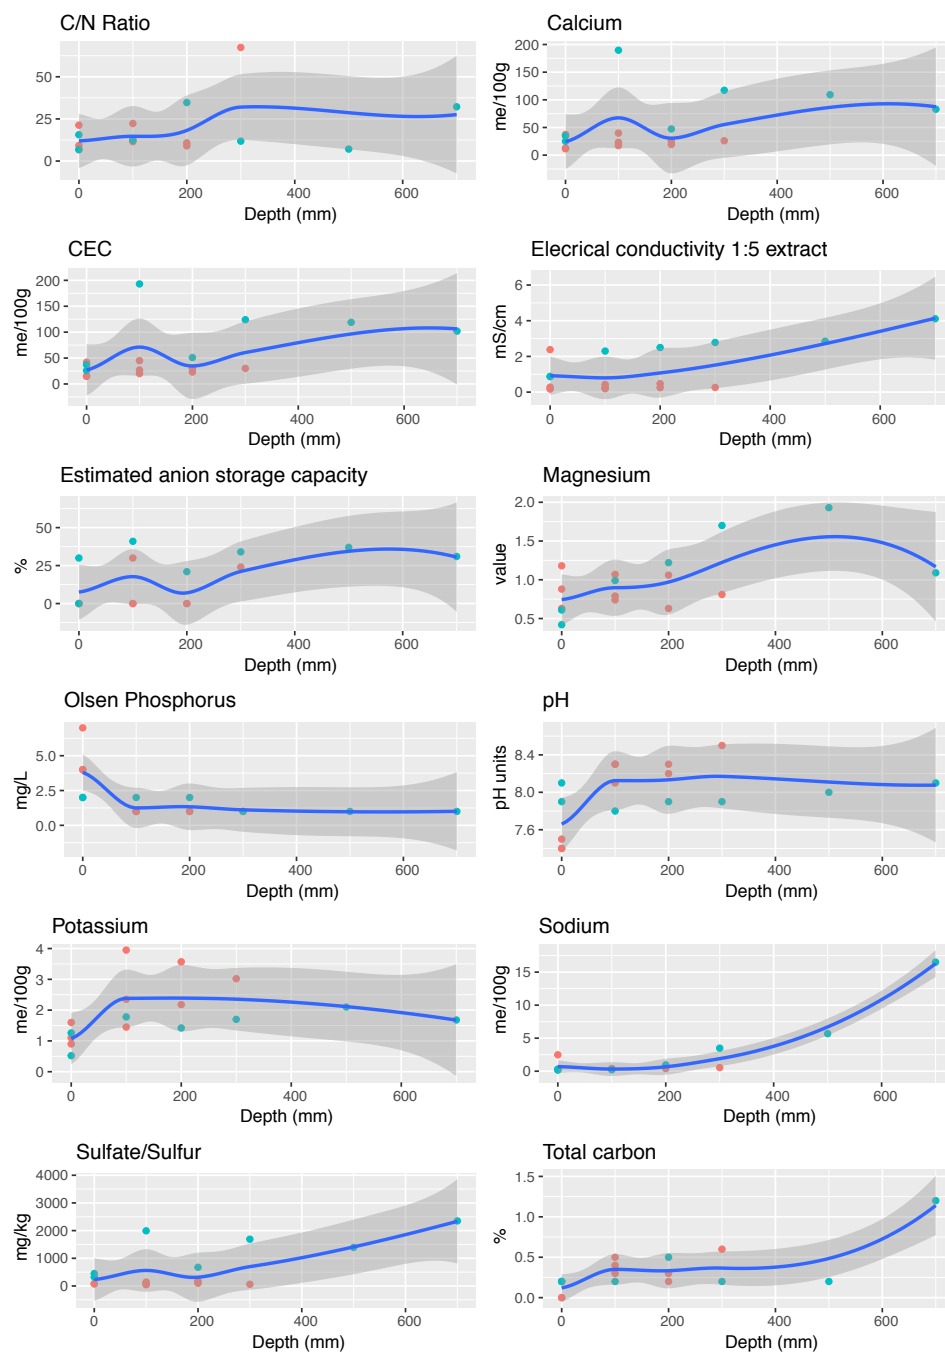 C/N Ratio
50
25
0
me/100g
0 200 400 600
Depth (mm)
Calcium
200
150
100
50
0
me/100g
0 200 400 600
Depth (mm)
CEC
200
150
100
50
0
me/100g
0 200 400 600
Depth (mm)
Elecrical conductivity 1:5 extract
6
4
2
0
mS/cm
0 200 400 600
Depth (mm)
Estimated anion storage capacity
50
25
0
%
0 200 400 600
Depth (mm)
Magnesium
2.0
1.5
1.0
0.5
value
0 200 400 600
Depth (mm)
Olsen Phosphorus
5.0
2.5
0.0
mg/L
0 200 400 600
Depth (mm)
pH
8.4
8.0
7.6
pH units
0 200 400 600
Depth (mm)
Potassium
4
3
2
1
0
me/100g
0 200 400 600
Depth (mm)
Sodium
15
10
5
0
me/100g
0 200 400 600
Depth (mm)
Sulfate/Sulfur
4000
3000
2000
1000
0
mg/kg
0 200 400 600
Depth (mm)
Total carbon
1.5
1.0
0.5
0.0
%
0 200 400 600
Depth (mm)